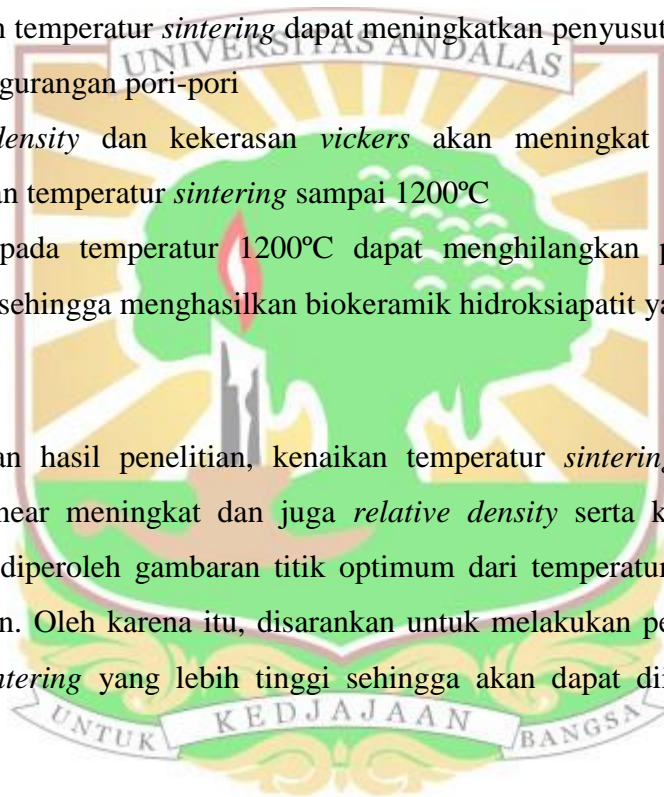 temperatur sintering dapat meningkatkan penyusut
UNIVERSITAS ANDALAS
gurangan pori-pori
density dan kekerasan vickers akan meningkat
an temperatur sintering sampai 1200ºC
pada temperatur 1200ºC dapat menghilangkan p
sehingga menghasilkan biokeramik hidroksiapatit ya
an hasil penelitian, kenaikan temperatur sintering
near meningkat dan juga relative density serta k
diperoleh gambaran titik optimum dari temperatur
n. Oleh karena itu, disarankan untuk melakukan pe
ntering yang lebih tinggi sehingga akan dapat di
UNTUK KEDJAJAAN BANGSA